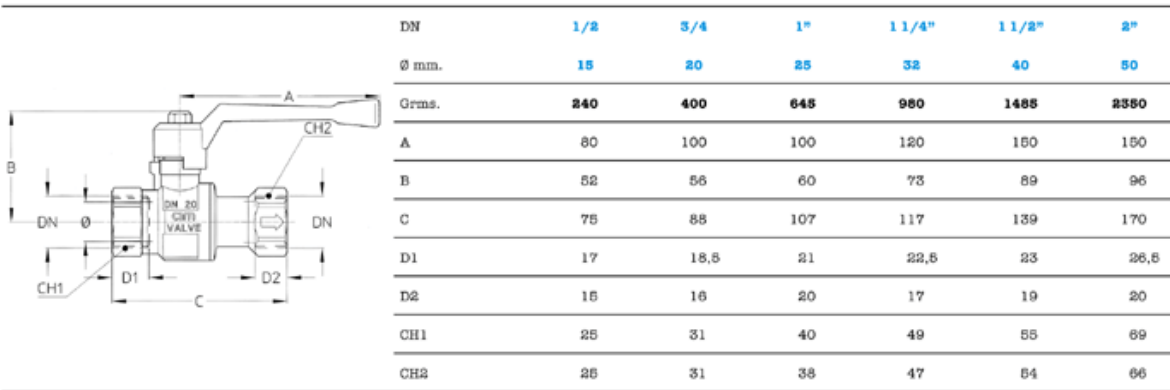 DN 1/2 3/4 1” 1 1/4” 1 1/2” 2”
Ø mm. 15 20 25 32 40 50
Grms. 240 400 645 980 1485 2350
A 80 100 100 120 150 150
B 52 56 60 73 89 96
C 75 88 107 117 139 170
D1 17 18,5 21 22,5 23 26,5
D2 15 16 20 17 19 20
CH1 25 31 40 49 55 69
CH2 25 31 38 47 54 66
A
CH2
B
DN 20
cim
VALVE
DN Ø DN
D1 D2
CH1
C